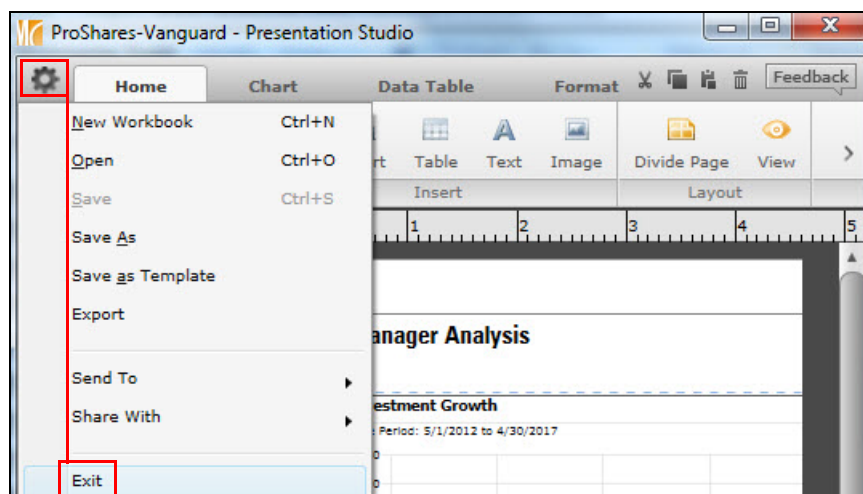 ProShares-Vanguard - Presentation Studio
Home Chart Data Table Format Feedback
New Workbook Ctrl+N
Open Ctrl+O
Save Ctrl+S
Save As
Save as Template
Export
Send To
Share With
Exit
rt Table Text Image Divide Page View
Insert Layout
1 2 3 4 5
anager Analysis
estment Growth
Period: 5/1/2012 to 4/30/2017
0
0